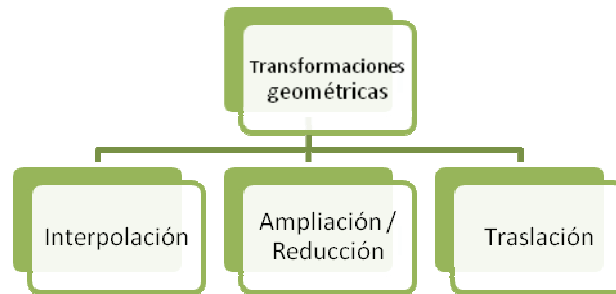 Transformaciones
geométricas
Interpolación
Ampliación /
Reducción
Traslación